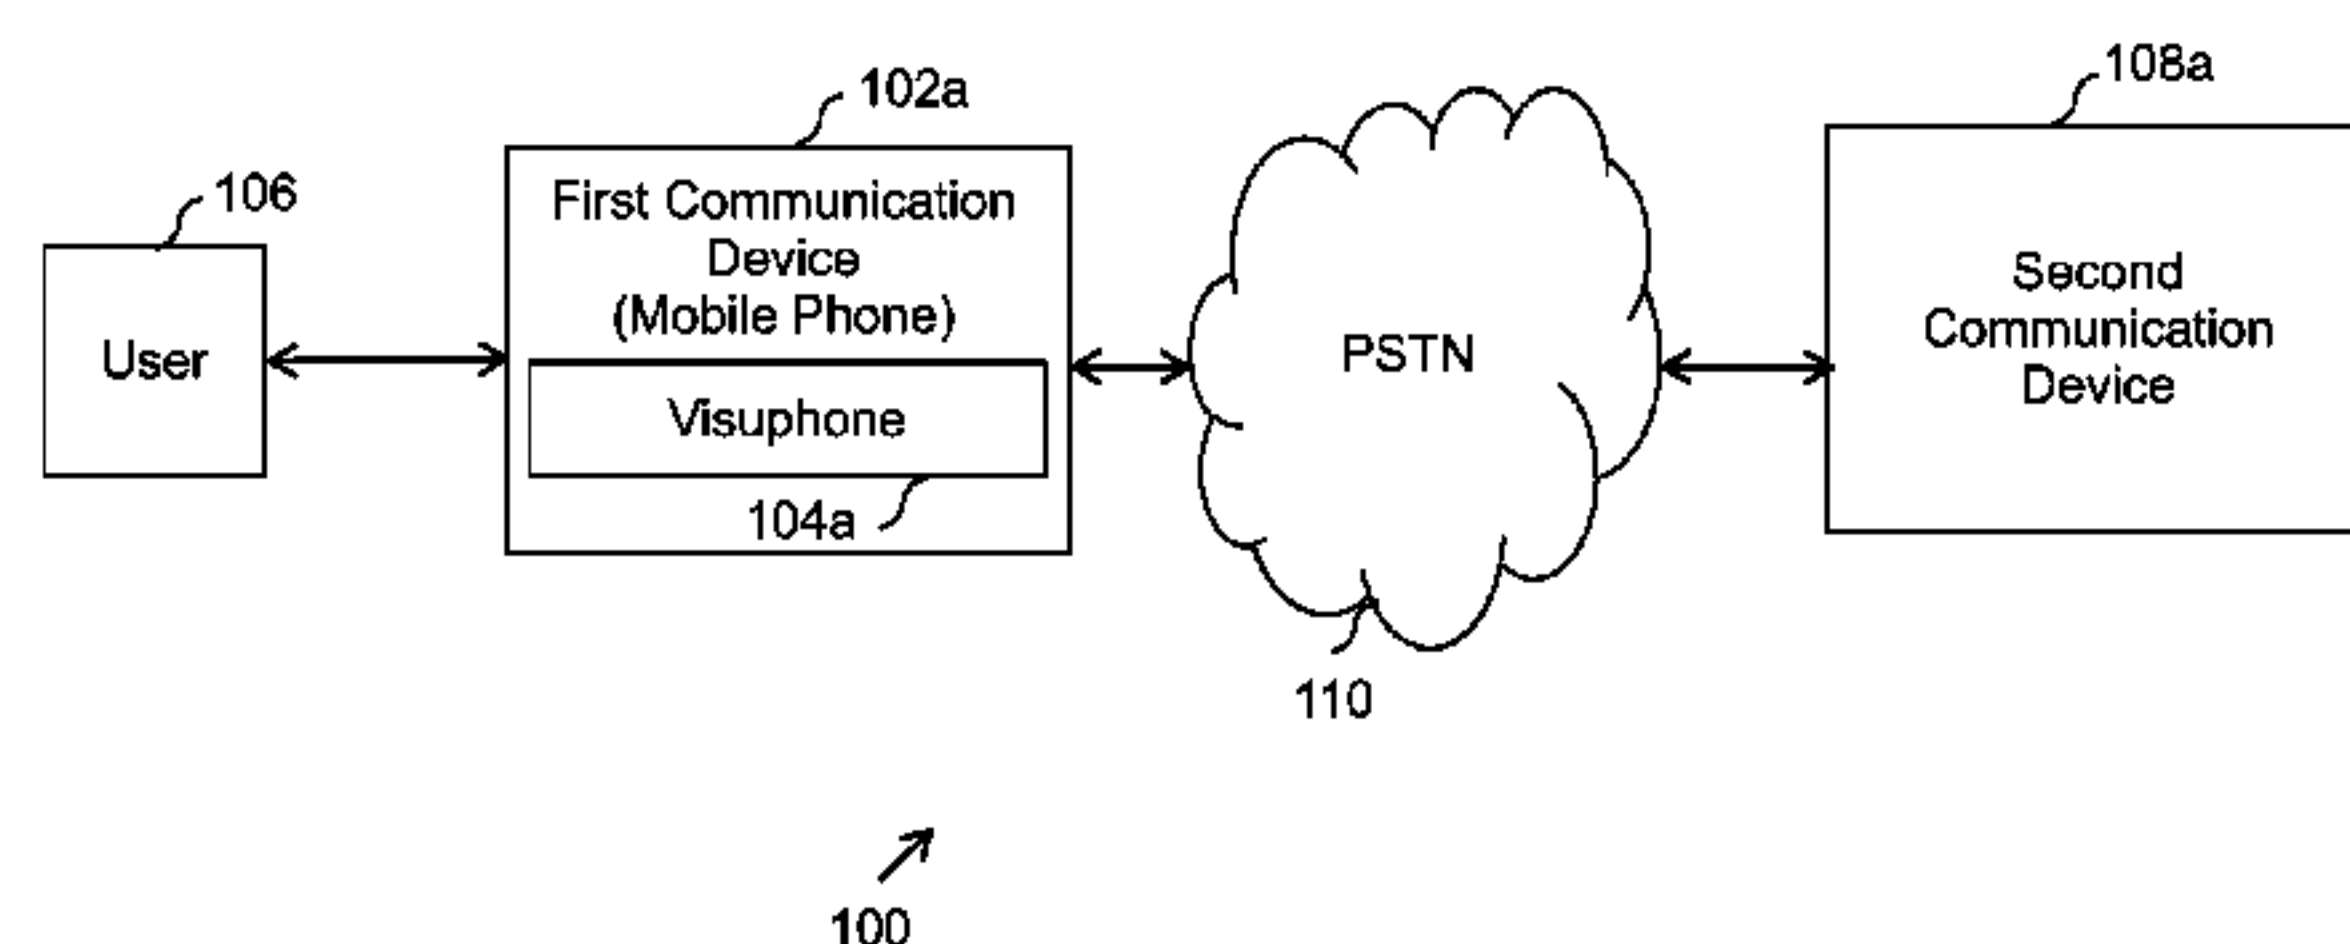 108a
102a
106
First Communication
Device
(Mobile Phone)
User
Visuphone
104a
PSTN
Second
Communication
Device
110
100